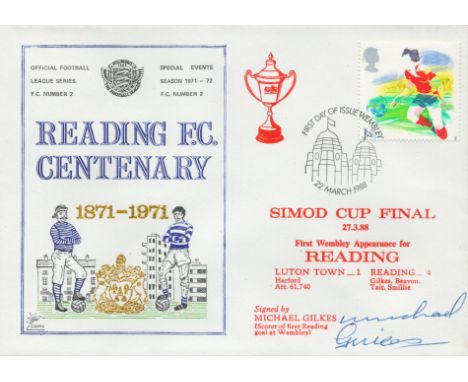 OFFICIAL FOOTBALL
LEAGUE SERIES
F.C. NUMBER 2
SPECIAL EVENTS
SEASON 1971 - 72
F.C. NUMBER 2
READING F.C.
CENTENARY
1871-1971
FIRST DAY OF ISSUE WEMBLEY
22 MARCH 1988
SIMOD CUP FINAL
27.3.88
First Wembley Appearance for
READING
LUTON TOWN - 1 READING - 4
Harford Gilkes, Beavon,
Att. 61,740 Tait, Smillie
Signed by
MICHAEL GILKES
(Scorer of first Reading
goal at Wembley)
Michael
Gilkes